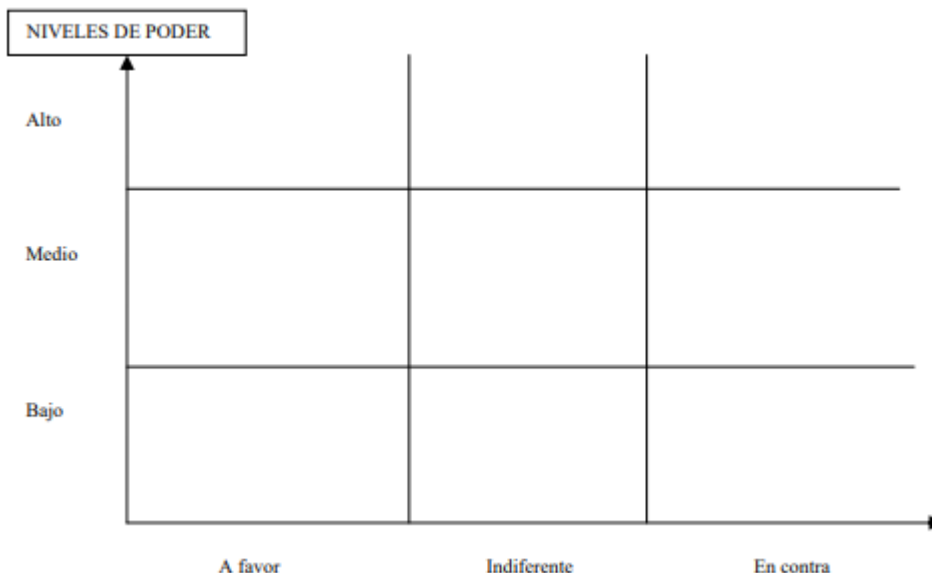 NIVELES DE PODER
Alto
Medio
Bajo
A favor
Indiferente
En contra